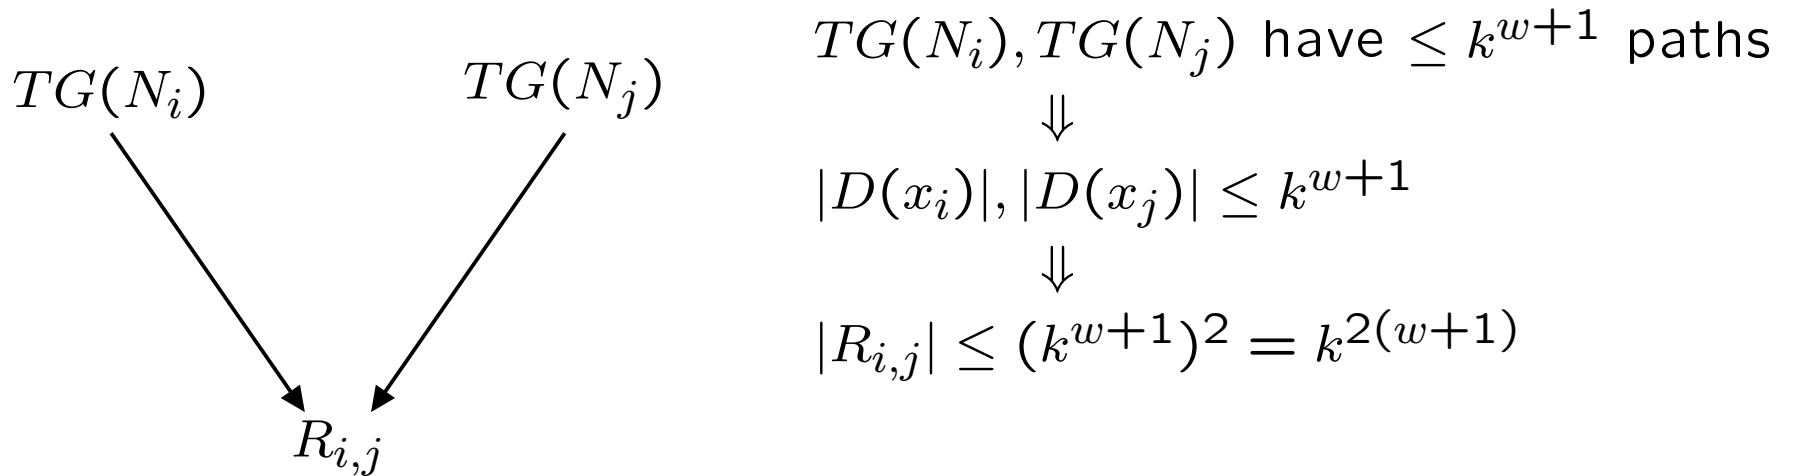 TG(N_i)
TG(N_j)
R_{i,j}
TG(N_i), TG(N_j) have ≤ k^{w+1} paths
⇓
|D(x_i)|, |D(x_j)| ≤ k^{w+1}
⇓
|R_{i,j}| ≤ (k^{w+1})^2 = k^{2(w+1)}